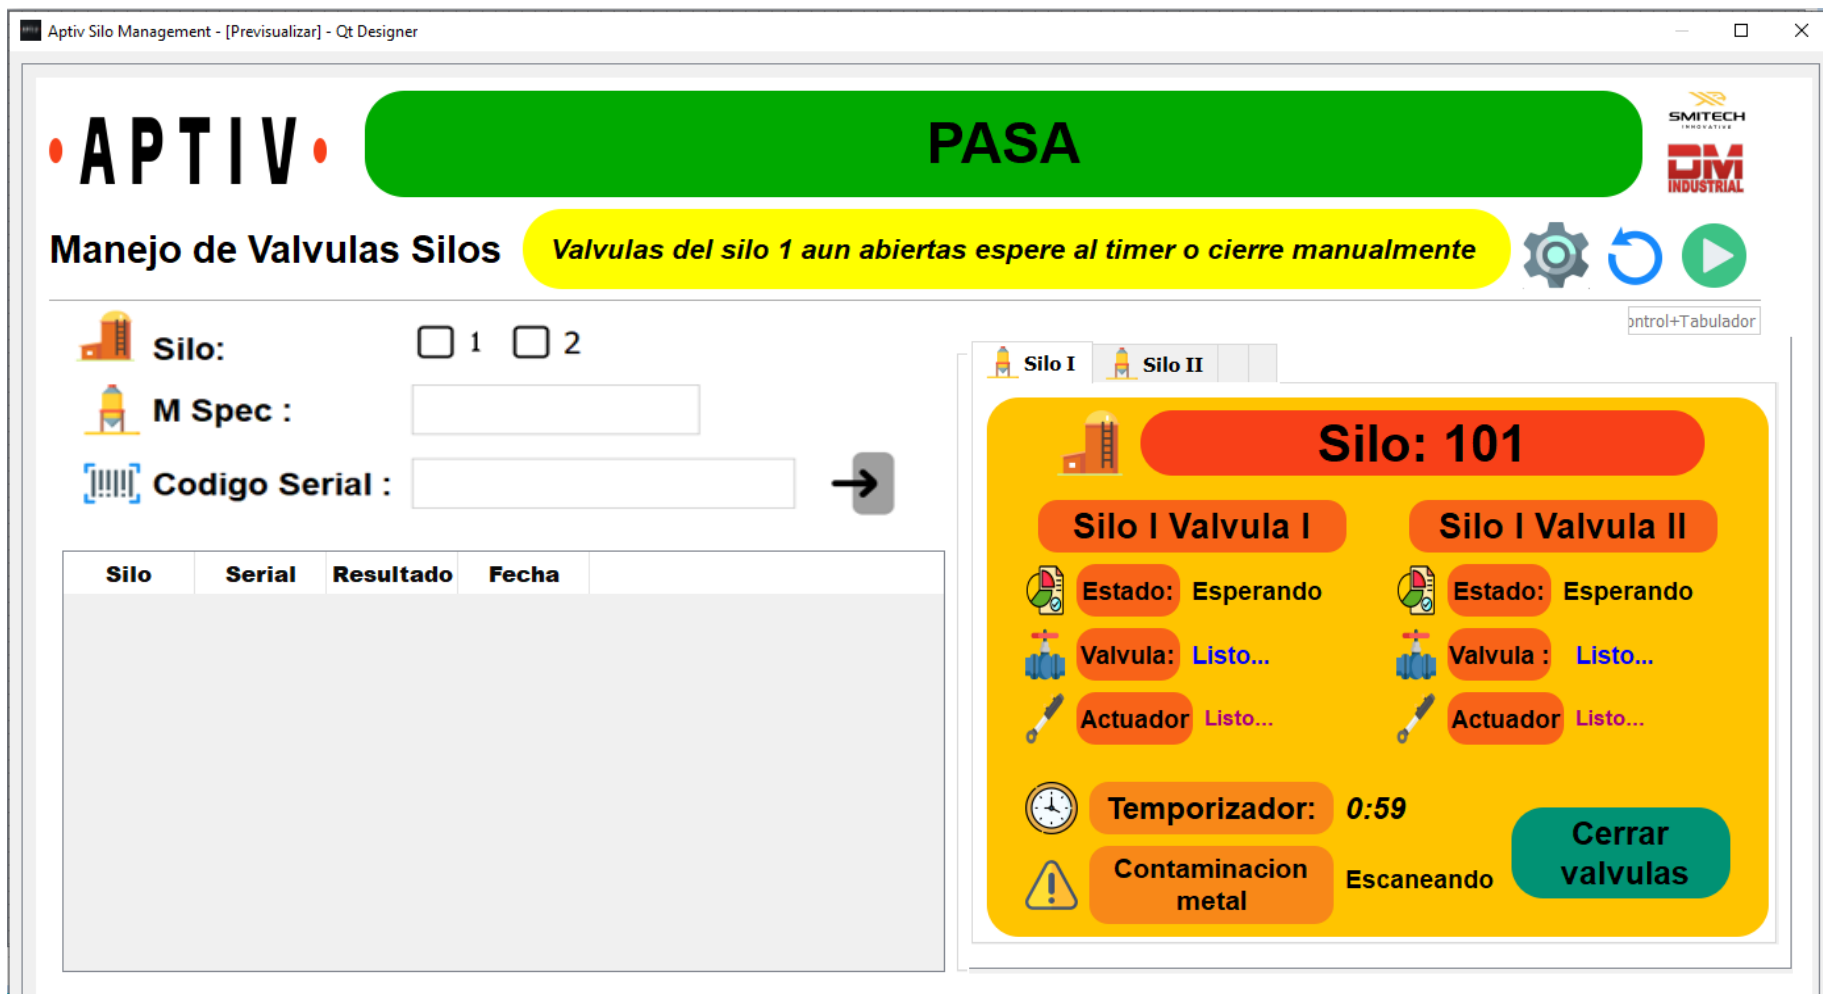 Aptiv Silo Management - [Previsualizar] - Qt Designer
• APTIV •
PASA
SMITECH
INNOVATIVE
DM
INDUSTRIAL
Manejo de Valvulas Silos
Valvulas del silo 1 aun abiertas espere al timer o cierre manualmente
ontrol+Tabulador
Silo:
1
2
M Spec :
Codigo Serial :
Silo Serial Resultado Fecha
Silo I
Silo II
Silo: 101
Silo I Valvula I
Silo I Valvula II
Estado: Esperando
Estado: Esperando
Valvula: Listo...
Valvula : Listo...
Actuador Listo...
Actuador Listo...
Temporizador: 0:59
Contaminacion
metal
Escaneando
Cerrar
valvulas